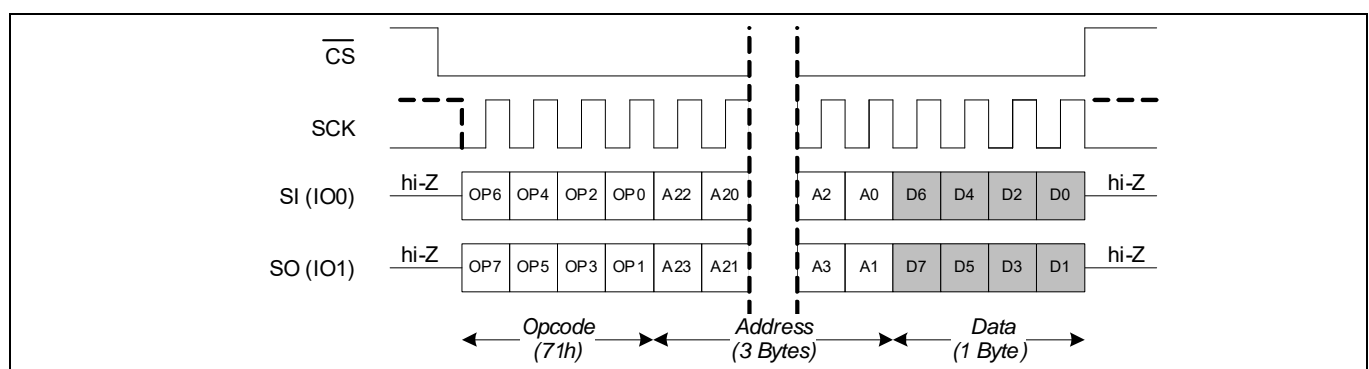 CS
SCK
SI (IO0) hi-Z OP6 OP4 OP2 OP0 A22 A20 A2 A0 D6 D4 D2 D0 hi-Z
SO (IO1) hi-Z OP7 OP5 OP3 OP1 A23 A21 A3 A1 D7 D5 D3 D1 hi-Z
Opcode Address Data
(71h) (3 Bytes) (1 Byte)